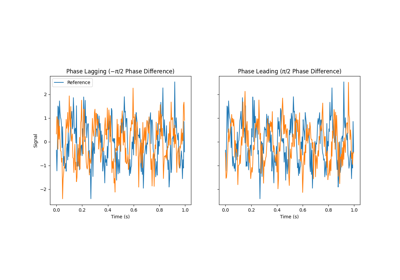 Phase Lagging (−π/2 Phase Difference)
Phase Leading (π/2 Phase Difference)
Reference
Signal
2
1
0
−1
−2
0.0 0.2 0.4 0.6 0.8 1.0
0.0 0.2 0.4 0.6 0.8 1.0
Time (s)
Time (s)